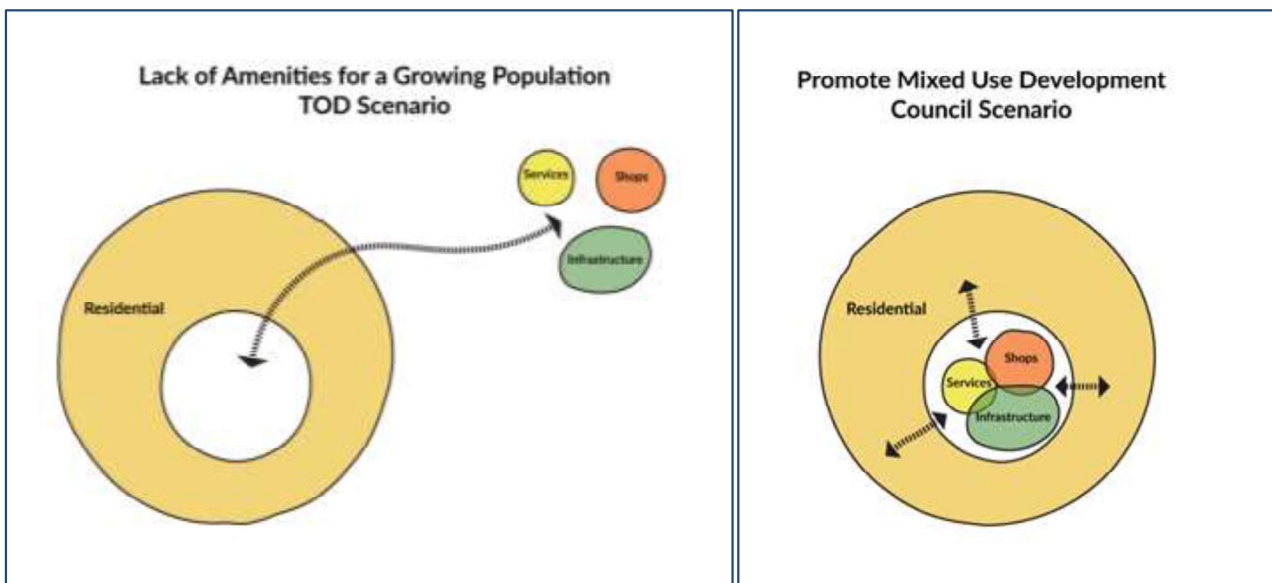 Lack of Amenities for a Growing Population
TOD Scenario
Services
Shops
Infrastructure
Residential
Promote Mixed Use Development
Council Scenario
Residential
Shops
Services
Infrastructure